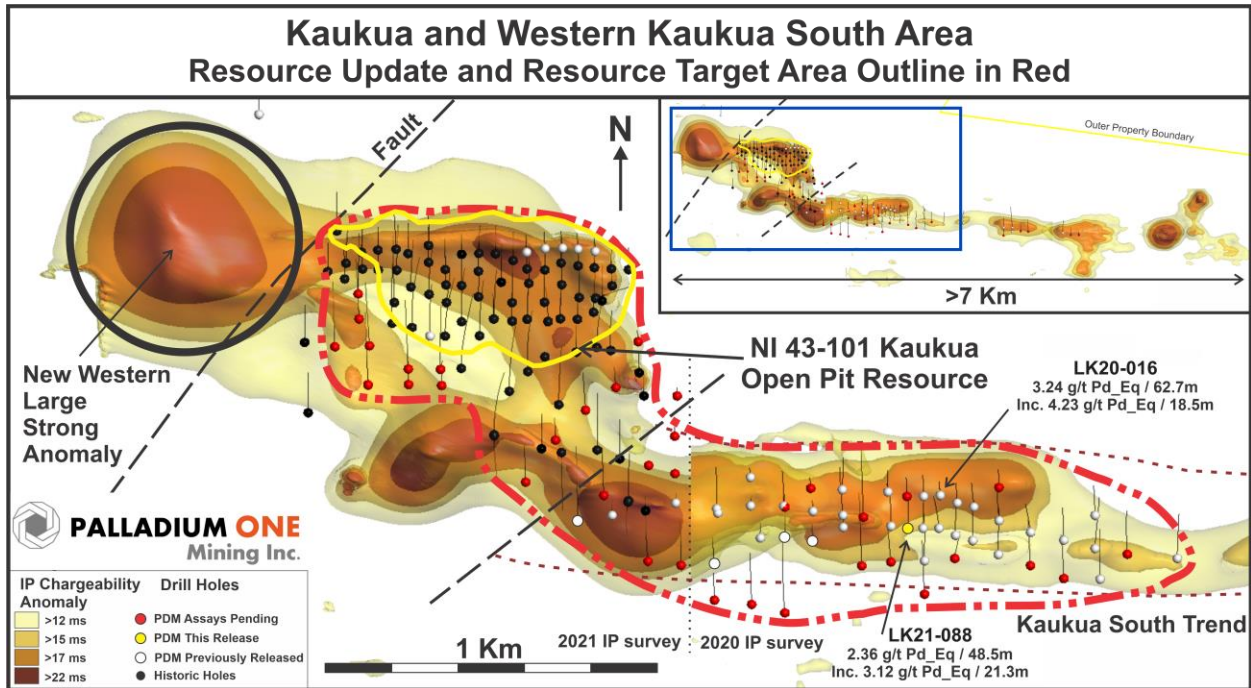 Kaukua and Western Kaukua South Area
Resource Update and Resource Target Area Outline in Red
Fault
N
Outer Property Boundary
>7 Km
New Western
Large
Strong
Anomaly
NI 43-101 Kaukua
Open Pit Resource
LK20-016
3.24 g/t Pd_Eq / 62.7m
Inc. 4.23 g/t Pd_Eq / 18.5m
PALLADIUM ONE
Mining Inc.
IP Chargeability
Anomaly
>12 ms
>15 ms
>17 ms
>22 ms
Drill Holes
PDM Assays Pending
PDM This Release
PDM Previously Released
Historic Holes
1 Km
2021 IP survey
2020 IP survey
LK21-088
2.36 g/t Pd_Eq / 48.5m
Inc. 3.12 g/t Pd_Eq / 21.3m
Kaukua South Trend